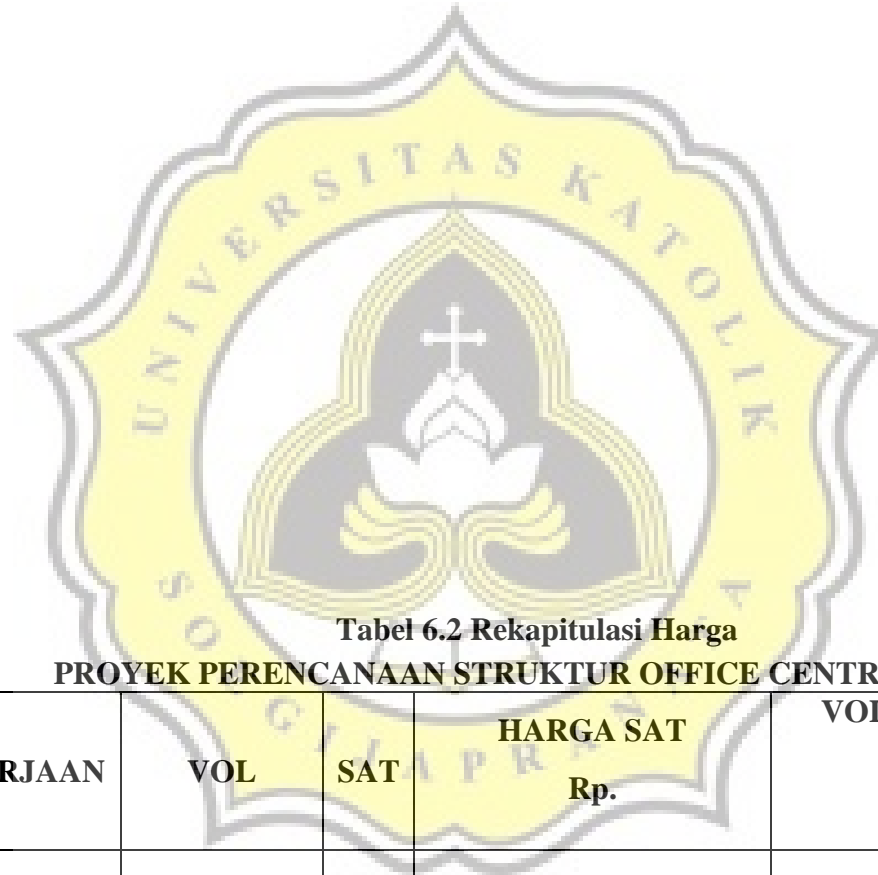 UNIVERSITAS KATOLIK
SOEGIJAPRANATA
Tabel 6.2 Rekapitulasi Harga
PROYEK PERENCANAAN STRUKTUR OFFICE CENTR
RJAAN VOL SAT HARGA SAT VOL
Rp.